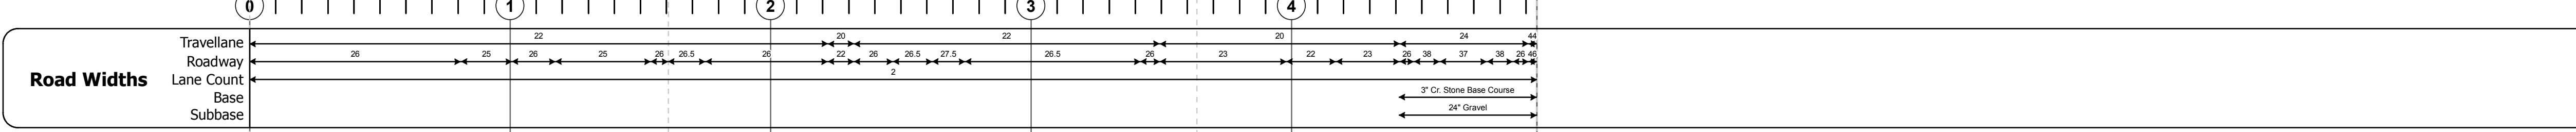 0 1 2 3 4
Travellane 22 20 22 20 24 44
Roadway 26 25 26 25 26 26.5 26 22 26 26.5 27.5 26.5 26 23 22 23 26 38 37 38 26 46
Road Widths
Lane Count 2
Base 3" Cr. Stone Base Course
Subbase 24" Gravel